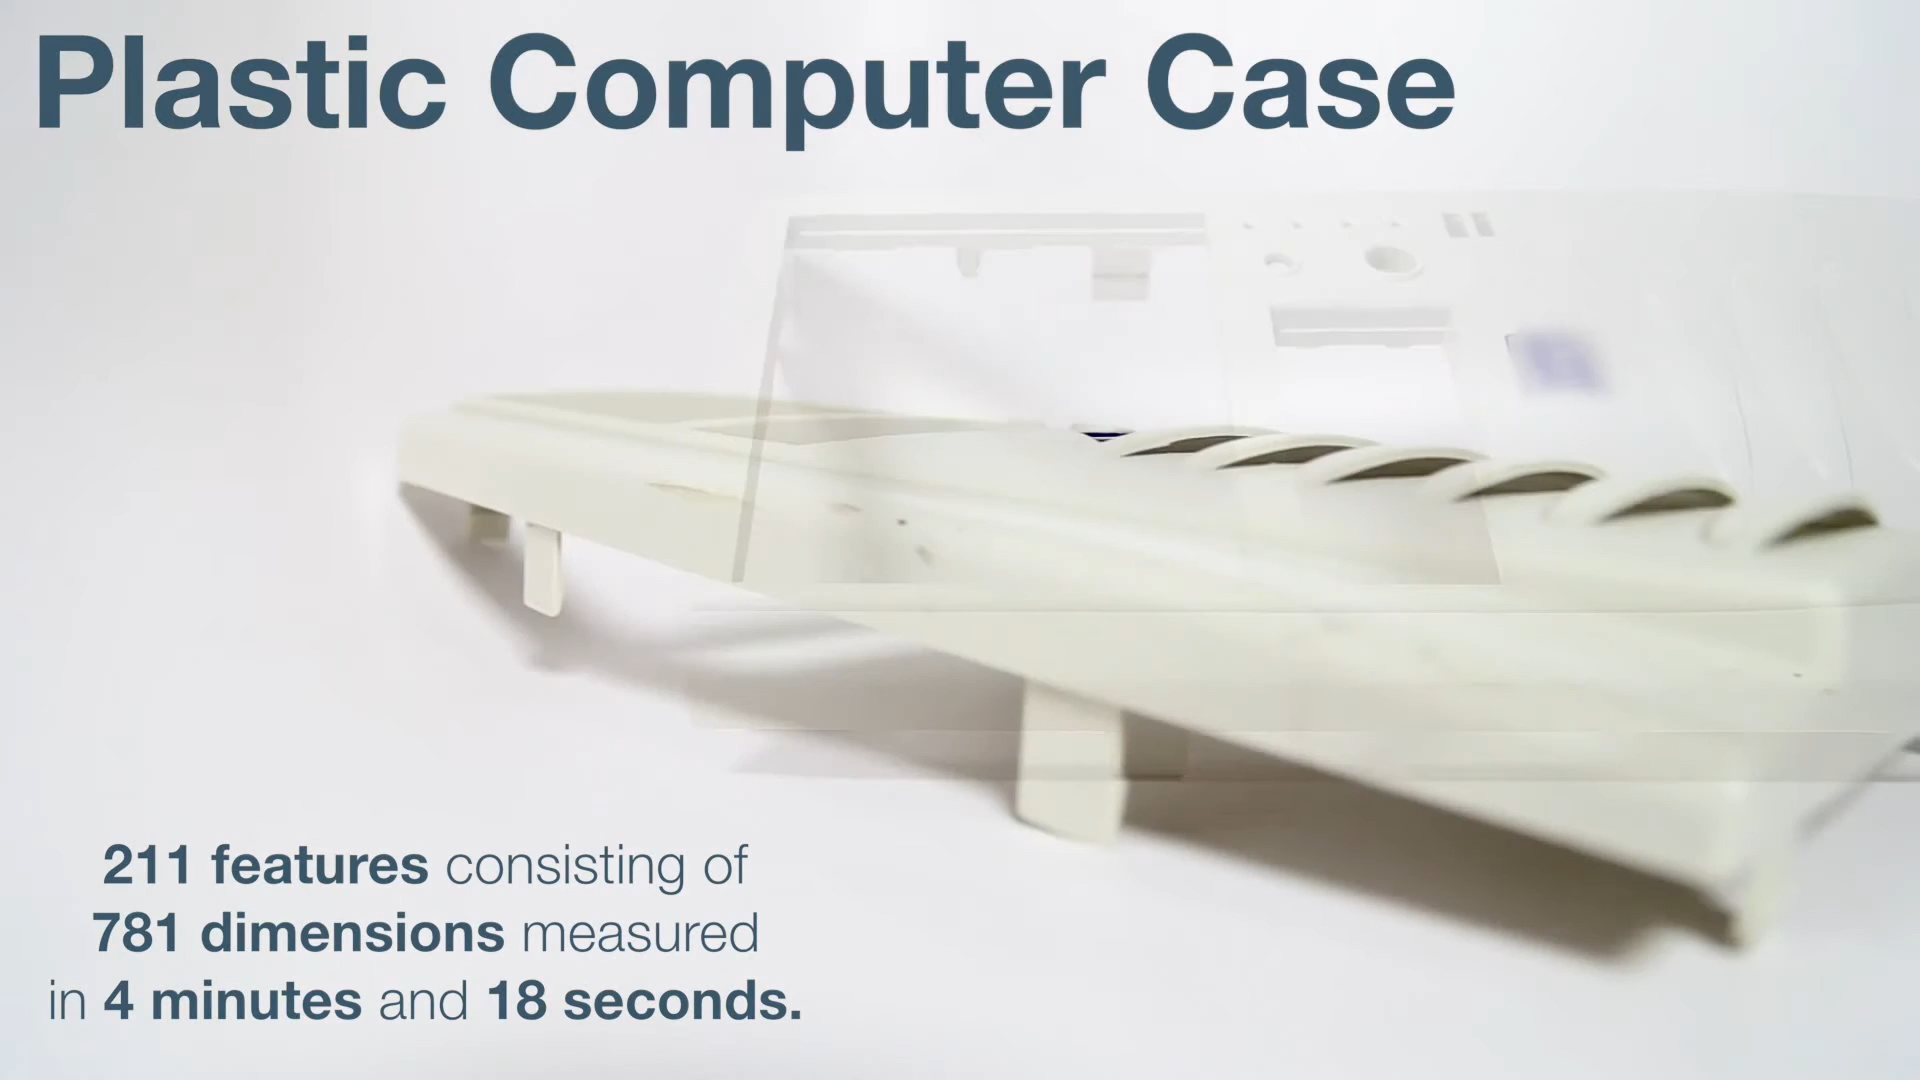 Plastic Computer Case
211 features consisting of
781 dimensions measured
in 4 minutes and 18 seconds.